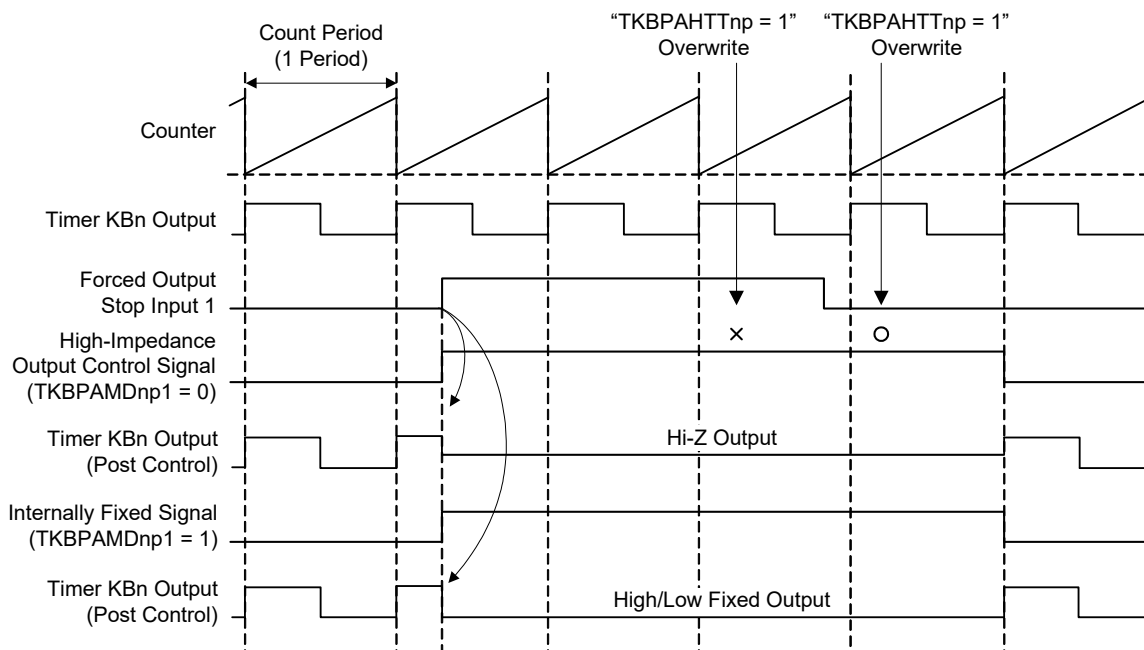 Count Period
(1 Period)
“TKBPAHTTnp = 1”
Overwrite
“TKBPAHTTnp = 1”
Overwrite
Counter
Timer KBn Output
Forced Output
Stop Input 1
High-Impedance
Output Control Signal
(TKBPAMDnp1 = 0)
Timer KBn Output
(Post Control)
Hi-Z Output
Internally Fixed Signal
(TKBPAMDnp1 = 1)
Timer KBn Output
(Post Control)
High/Low Fixed Output